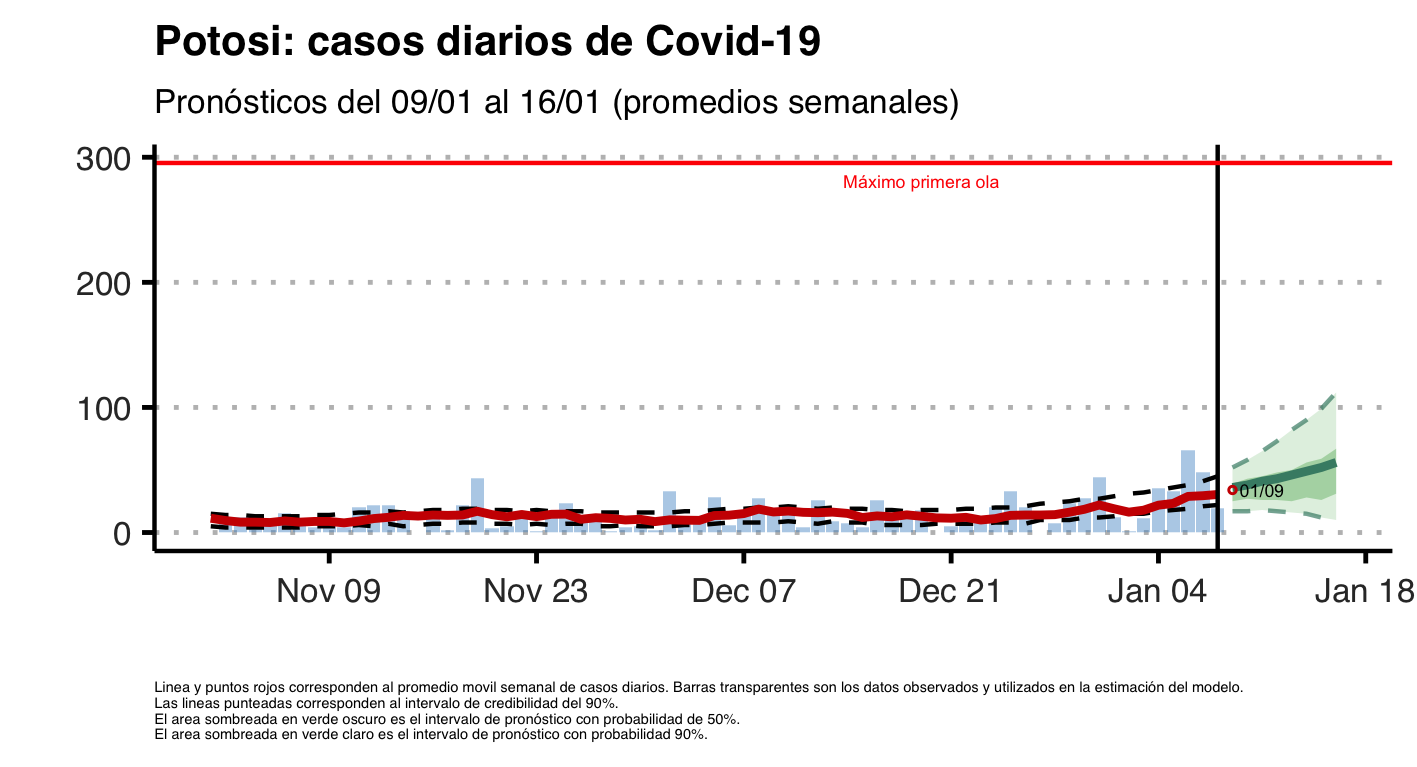 Potosi: casos diarios de Covid-19
Pronósticos del 09/01 al 16/01 (promedios semanales)
300
Máximo primera ola
200
100
01/09
0
Nov 09 Nov 23 Dec 07 Dec 21 Jan 04 Jan 18
Linea y puntos rojos corresponden al promedio movil semanal de casos diarios. Barras transparentes son los datos observados y utilizados en la estimación del modelo.
Las lineas punteadas corresponden al intervalo de credibilidad del 90%.
El area sombreada en verde oscuro es el intervalo de pronóstico con probabilidad de 50%.
El area sombreada en verde claro es el intervalo de pronóstico con probabilidad 90%.